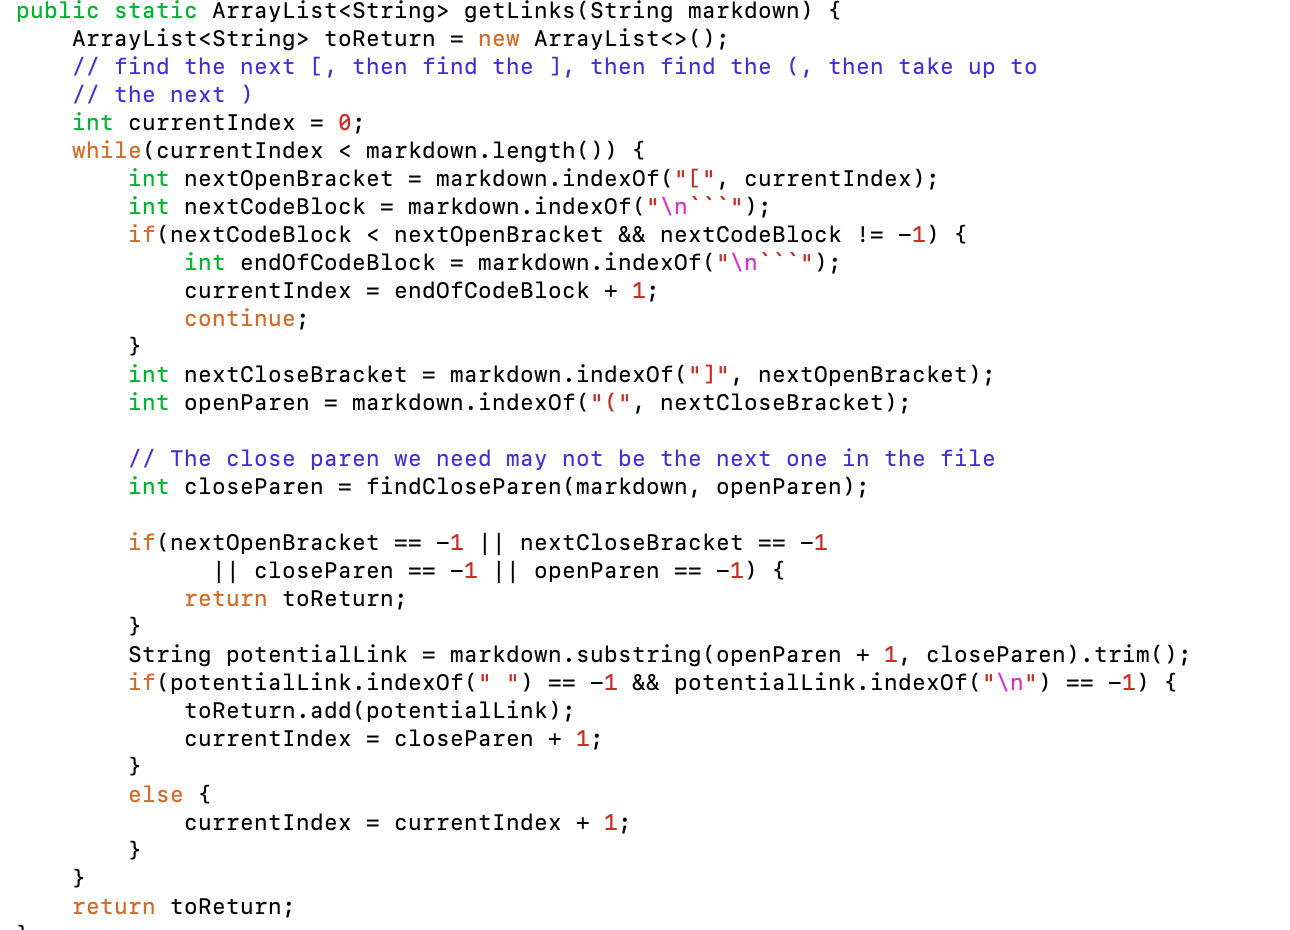 public static ArrayList<String> getLinks(String markdown) {
    ArrayList<String> toReturn = new ArrayList<>();
    // find the next [, then find the ], then find the (, then take up to
    // the next )
    int currentIndex = 0;
    while(currentIndex < markdown.length()) {
        int nextOpenBracket = markdown.indexOf("[", currentIndex);
        int nextCodeBlock = markdown.indexOf("\n```");
        if(nextCodeBlock < nextOpenBracket && nextCodeBlock != -1) {
            int endOfCodeBlock = markdown.indexOf("\n```");
            currentIndex = endOfCodeBlock + 1;
            continue;
        }
        int nextCloseBracket = markdown.indexOf("]", nextOpenBracket);
        int openParen = markdown.indexOf("(", nextCloseBracket);

        // The close paren we need may not be the next one in the file
        int closeParen = findCloseParen(markdown, openParen);

        if(nextOpenBracket == -1 || nextCloseBracket == -1
              || closeParen == -1 || openParen == -1) {
            return toReturn;
        }
        String potentialLink = markdown.substring(openParen + 1, closeParen).trim();
        if(potentialLink.indexOf(" ") == -1 && potentialLink.indexOf("\n") == -1) {
            toReturn.add(potentialLink);
            currentIndex = closeParen + 1;
        }
        else {
            currentIndex = currentIndex + 1;
        }
    }
    return toReturn;